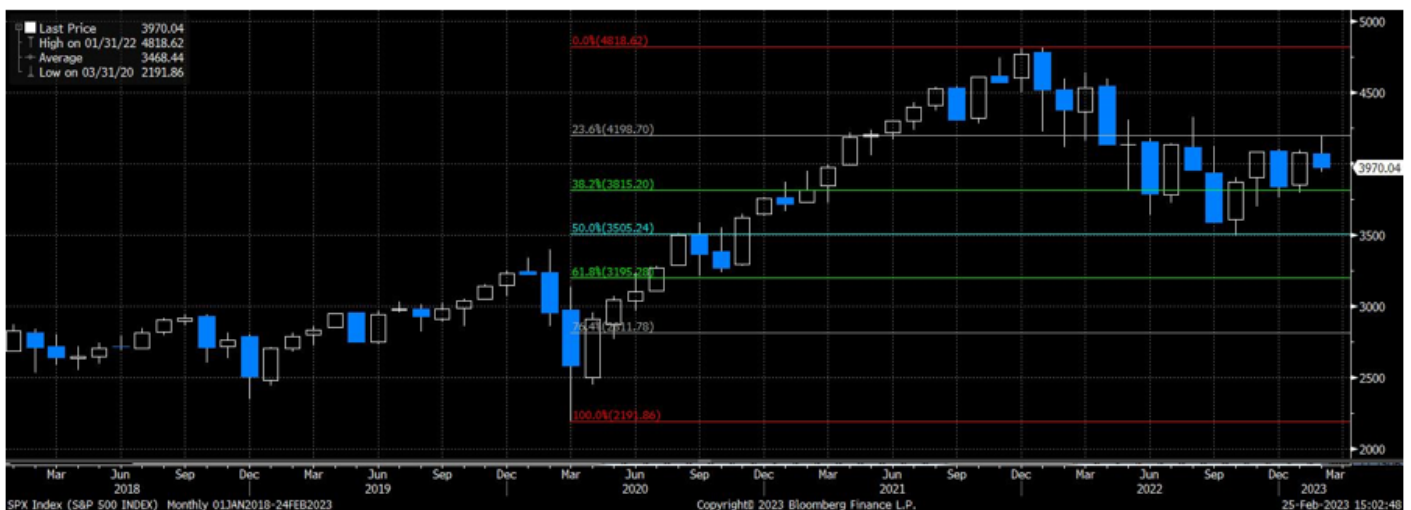 Last Price 3970.04
High on 01/31/22 4818.62
Average 3468.44
Low on 03/31/20 2191.86
0.0%(4818.62)
23.6%(4198.70)
38.2%(3815.20)
50.0%(3505.24)
61.8%(3195.28)
76.4%(2811.78)
100.0%(2191.86)
5000
4500
3970.04
3500
3000
2500
2000
Mar Jun Sep Dec Mar Jun Sep Dec Mar Jun Sep Dec Mar Jun Sep Dec Mar Jun Sep Dec Mar
2018 2019 2020 2021 2022 2023
SPX Index (S&P 500 INDEX) Monthly 01JAN2018-24FEB2023 Copyright© 2023 Bloomberg Finance L.P. 25-Feb-2023 15:02:48